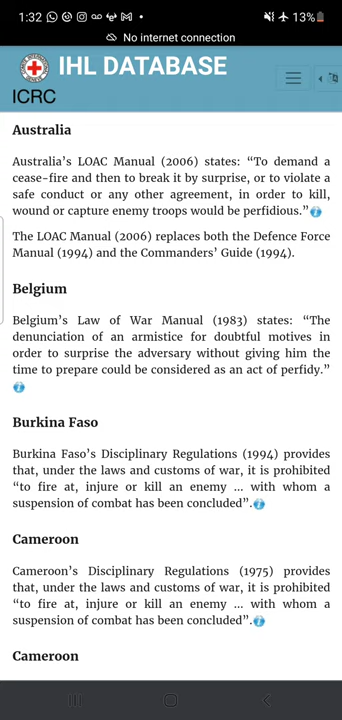 1:32 13%
No internet connection
IHL DATABASE
ICRC
Australia
Australia's LOAC Manual (2006) states: “To demand a
cease-fire and then to break it by surprise, or to violate a
safe conduct or any other agreement, in order to kill,
wound or capture enemy troops would be perfidious.”
The LOAC Manual (2006) replaces both the Defence Force
Manual (1994) and the Commanders' Guide (1994).
Belgium
Belgium's Law of War Manual (1983) states: “The
denunciation of an armistice for doubtful motives in
order to surprise the adversary without giving him the
time to prepare could be considered as an act of perfidy.”
Burkina Faso
Burkina Faso's Disciplinary Regulations (1994) provides
that, under the laws and customs of war, it is prohibited
“to fire at, injure or kill an enemy ... with whom a
suspension of combat has been concluded”.
Cameroon
Cameroon's Disciplinary Regulations (1975) provides
that, under the laws and customs of war, it is prohibited
“to fire at, injure or kill an enemy ... with whom a
suspension of combat has been concluded”.
Cameroon